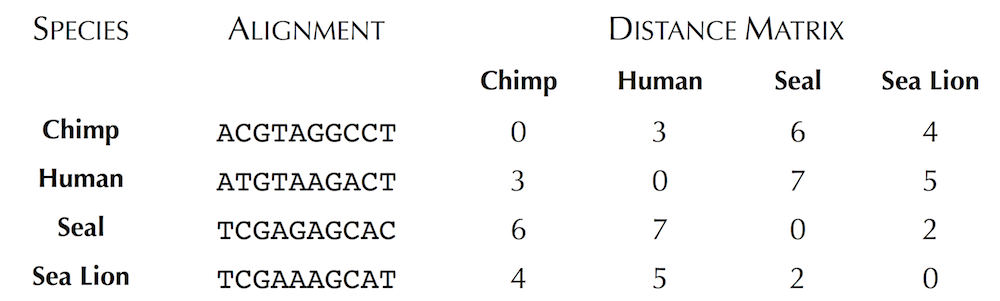 SPECIES ALIGNMENT DISTANCE MATRIX
Chimp Human Seal Sea Lion
Chimp ACGTAGGCCT 0 3 6 4
Human ATGTAAGACT 3 0 7 5
Seal TCGAGAGCAC 6 7 0 2
Sea Lion TCGAAAGCAT 4 5 2 0